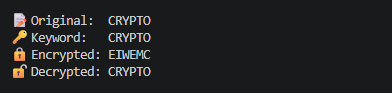 📝 Original: CRYPTO
🔑 Keyword: CRYPTO
🔒 Encrypted: EIWEMC
🔓 Decrypted: CRYPTO